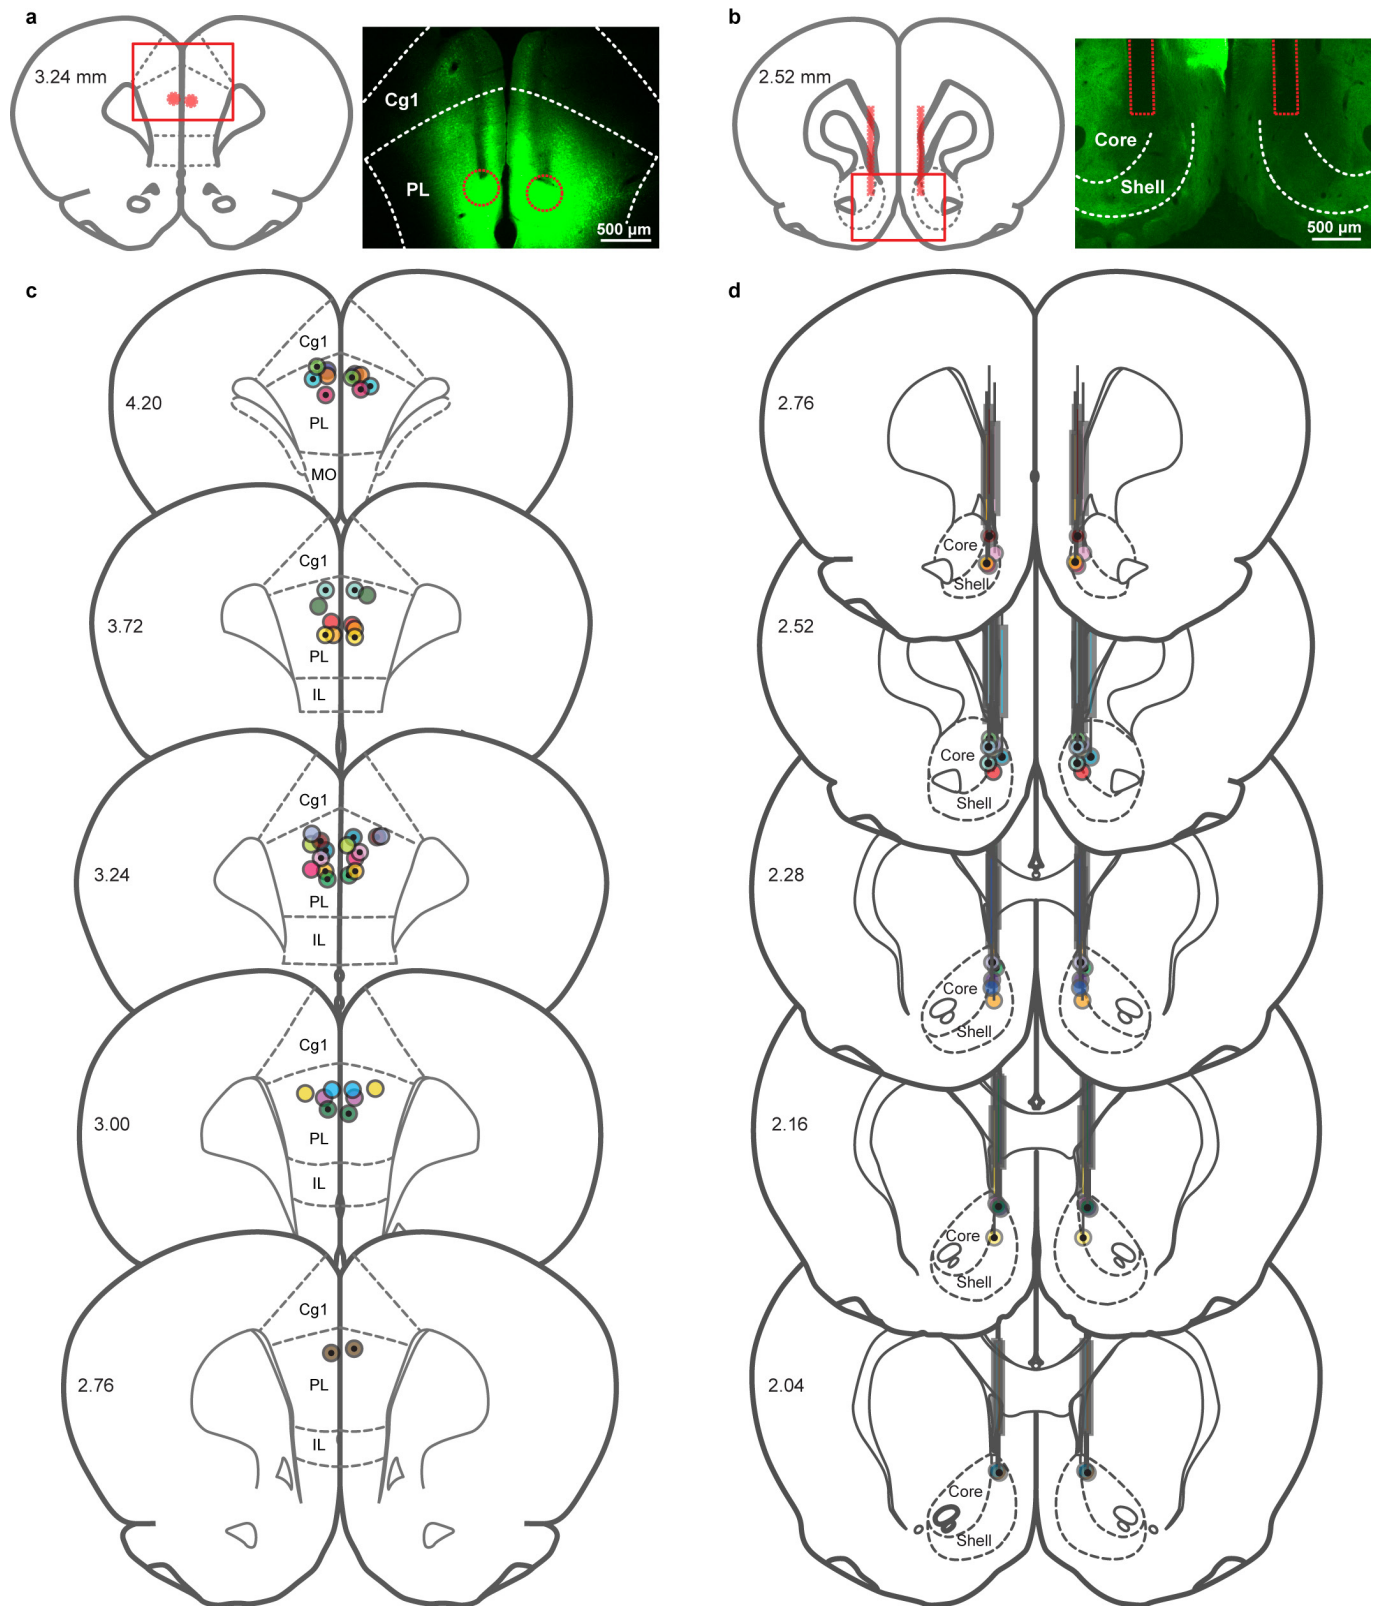 a
3.24 mm
Cg1
PL
500 µm
b
2.52 mm
Core
Shell
500 µm
c
4.20
Cg1
PL
MO
3.72
Cg1
PL
IL
3.24
Cg1
PL
IL
3.00
Cg1
PL
IL
2.76
Cg1
PL
IL
d
2.76
Core
Shell
2.52
Core
Shell
2.28
Core
Shell
2.16
Core
Shell
2.04
Core
Shell